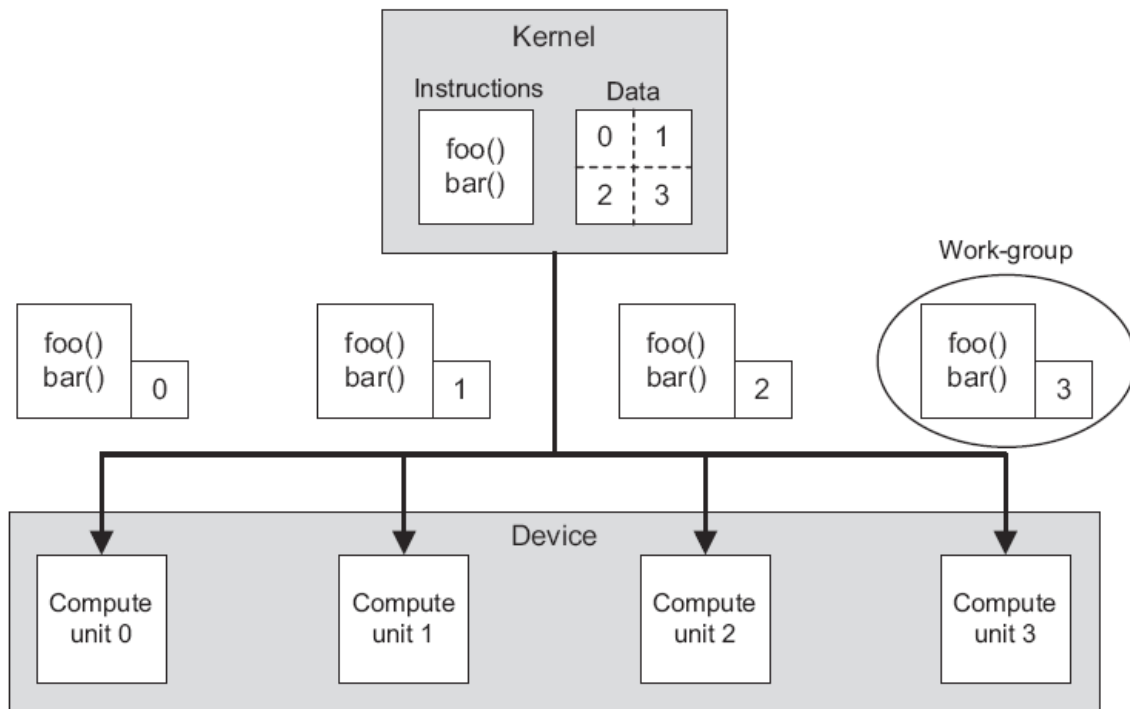 Kernel
Instructions
Data
foo()
bar()
0 1
2 3
Work-group
foo()
bar()
0
foo()
bar()
1
foo()
bar()
2
foo()
bar()
3
Device
Compute
unit 0
Compute
unit 1
Compute
unit 2
Compute
unit 3